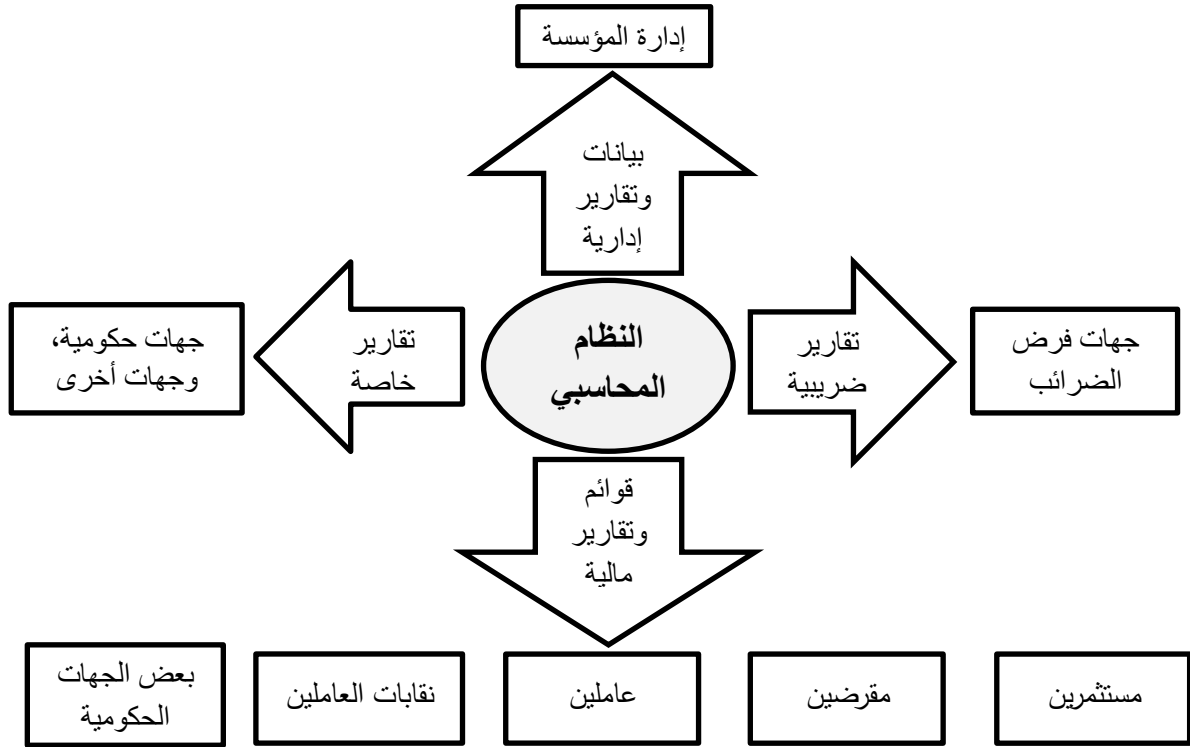 إدارة المؤسسة
بيانات
وتقارير
إدارية
جهات فرض
الضرائب
تقارير
ضريبية
النظام
المحاسبي
تقارير
خاصة
جهات حكومية،
وجهات أخرى
قوائم
وتقارير
مالية
مستثمرين
مقرضين
عاملين
نقابات العاملين
بعض الجهات
الحكومية